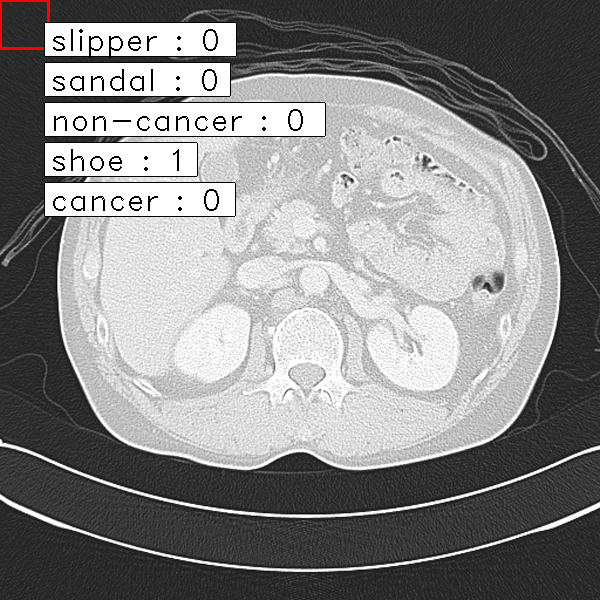 slipper : 0
sandal : 0
non-cancer : 0
shoe : 1
cancer : 0